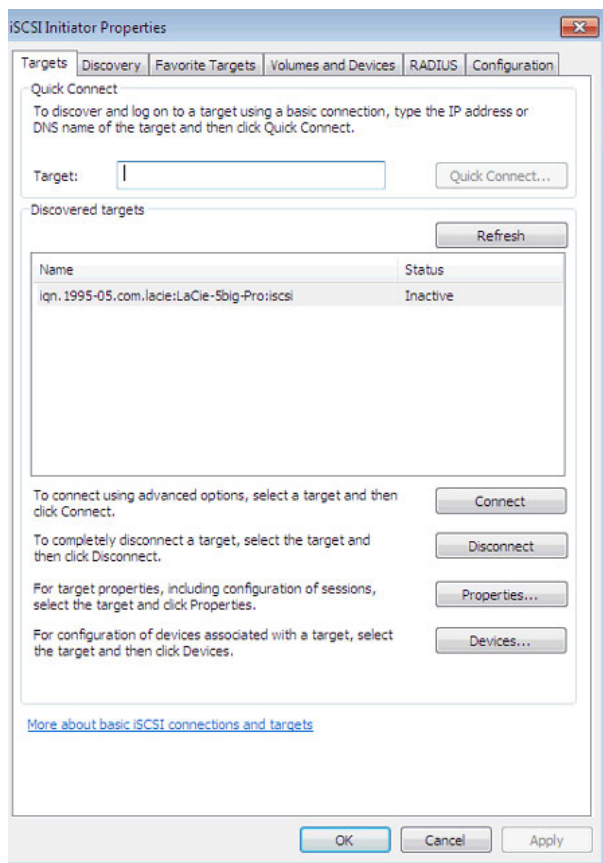 iSCSI Initiator Properties
Targets Discovery Favorite Targets Volumes and Devices RADIUS Configuration
Quick Connect
To discover and log on to a target using a basic connection, type the IP address or
DNS name of the target and then click Quick Connect.
Target: Quick Connect...
Discovered targets
Refresh
Name Status
iqn.1995-05.com.lacie:LaCie-5big-Pro:iscsi Inactive
To connect using advanced options, select a target and then
click Connect.
Connect
To completely disconnect a target, select the target and
then click Disconnect.
Disconnect
For target properties, including configuration of sessions,
select the target and click Properties.
Properties...
For configuration of devices associated with a target, select
the target and then click Devices.
Devices...
More about basic iSCSI connections and targets
OK Cancel Apply